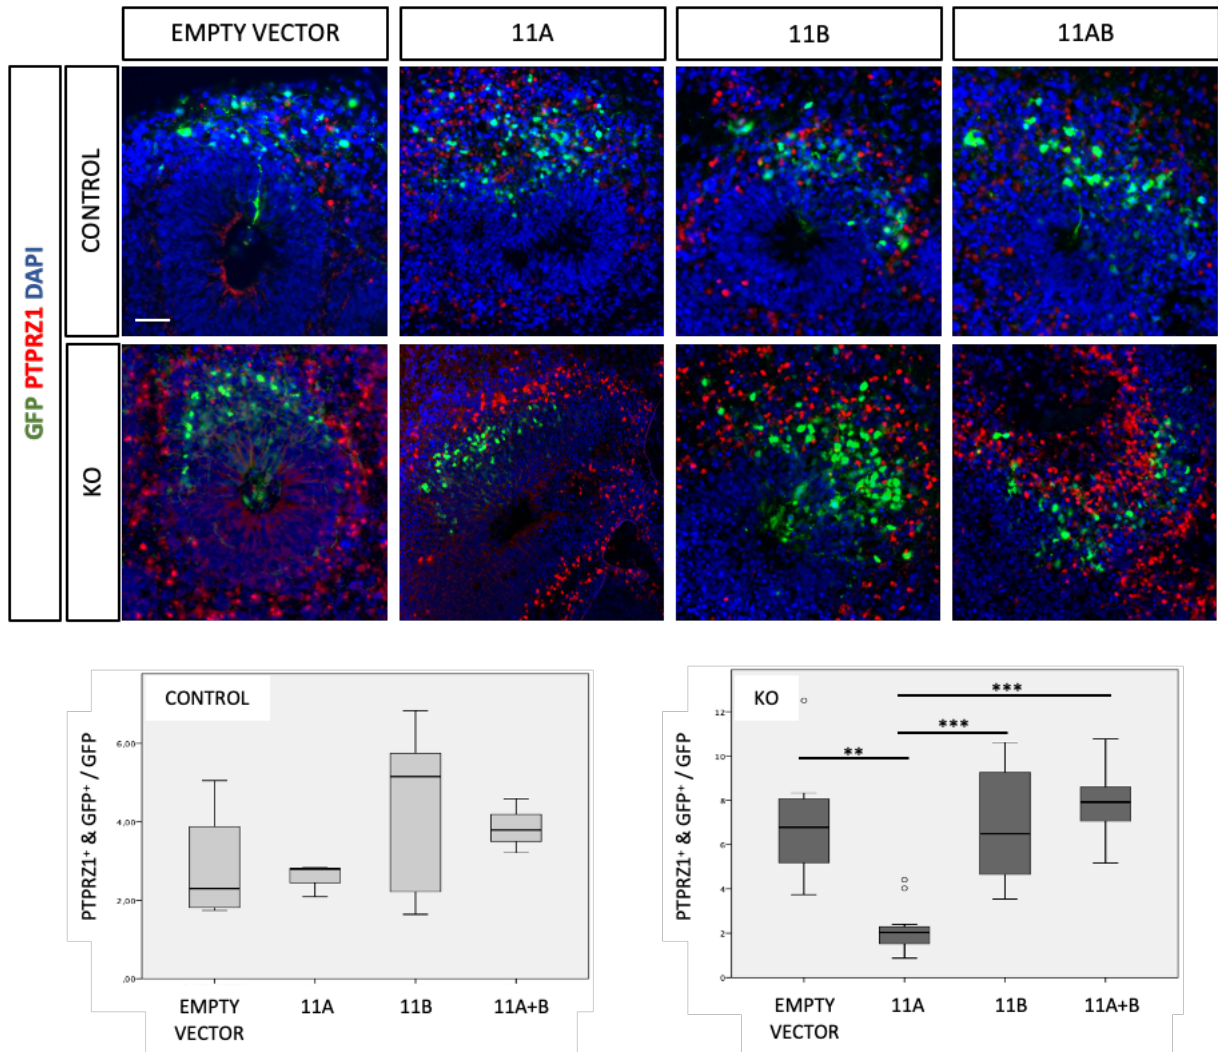 EMPTY VECTOR
11A
11B
11AB
GFP PTPRZ1 DAPI
CONTROL
KO
CONTROL
PTPRZ1⁺ & GFP⁺ / GFP
6,00
4,00
2,00
,00
EMPTY
VECTOR
11A
11B
11A+B
KO
PTPRZ1⁺ & GFP⁺ / GFP
12
10
8
6
4
2
0
**
***
***
EMPTY
VECTOR
11A
11B
11A+B